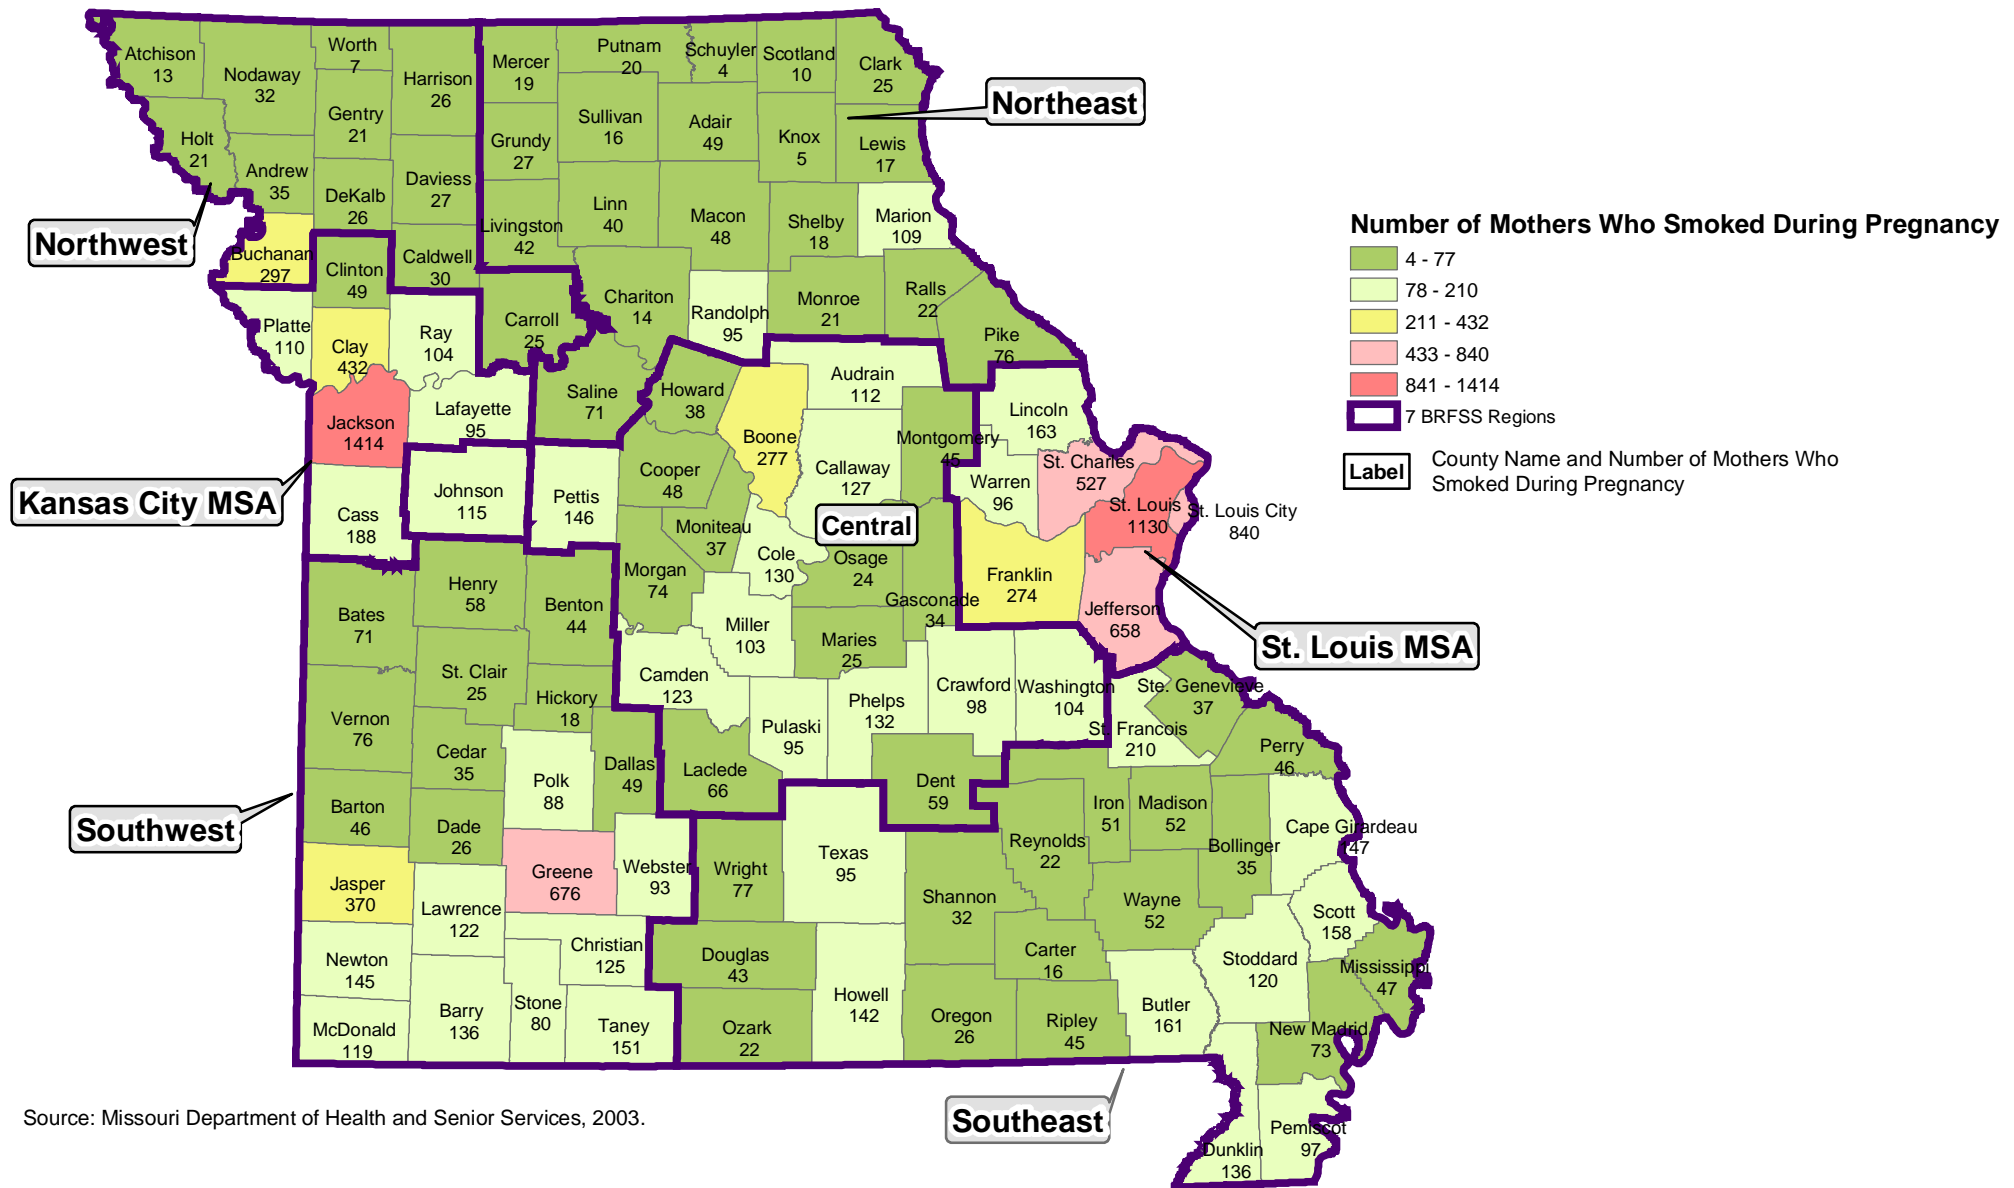 Atchison
13
Nodaway
32
Worth
7
Harrison
26
Mercer
19
Putnam
20
Schuyler
4
Scotland
10
Clark
25
Northeast
Holt
21
Gentry
21
Andrew
35
DeKalb
26
Daviess
27
Grundy
27
Sullivan
16
Adair
49
Knox
5
Lewis
17
Northwest
Buchanan
297
Clinton
49
Caldwell
30
Livingston
42
Linn
40
Macon
48
Shelby
18
Marion
109
Platte
110
Clay
432
Ray
104
Carroll
25
Chariton
14
Randolph
95
Monroe
21
Ralls
22
Pike
76
Number of Mothers Who Smoked During Pregnancy
4 - 77
78 - 210
211 - 432
433 - 840
841 - 1414
7 BRFSS Regions
Label
County Name and Number of Mothers Who
Smoked During Pregnancy
Jackson
1414
Lafayette
95
Saline
71
Howard
38
Boone
277
Audrain
112
Callaway
127
Montgomery
45
Lincoln
163
Warren
96
St. Charles
527
St. Louis
1130
St. Louis City
840
Kansas City MSA
Cass
188
Johnson
115
Pettis
146
Cooper
48
Moniteau
37
Morgan
74
Central
Cole
130
Osage
24
Gasconade
34
Franklin
274
Jefferson
658
St. Louis MSA
Bates
71
Henry
58
Benton
44
Miller
103
Maries
25
Camden
123
Pulaski
95
Phelps
132
Crawford
98
Washington
104
Ste. Genevieve
37
St. Francois
210
Perry
46
Vernon
76
St. Clair
25
Hickory
18
Cedar
35
Polk
88
Dallas
49
Laclede
66
Dent
59
Iron
51
Madison
52
Reynolds
22
Bollinger
35
Cape Girardeau
147
Southwest
Barton
46
Dade
26
Greene
676
Webster
93
Wright
77
Texas
95
Shannon
32
Wayne
52
Scott
158
Jasper
370
Lawrence
122
Christian
125
Douglas
43
Carter
16
Stoddard
120
Mississippi
47
Newton
145
McDonald
119
Barry
136
Stone
80
Taney
151
Ozark
22
Howell
142
Oregon
26
Ripley
45
Butler
161
New Madrid
73
Southeast
Pemiscot
97
Dunklin
136
Source: Missouri Department of Health and Senior Services, 2003.